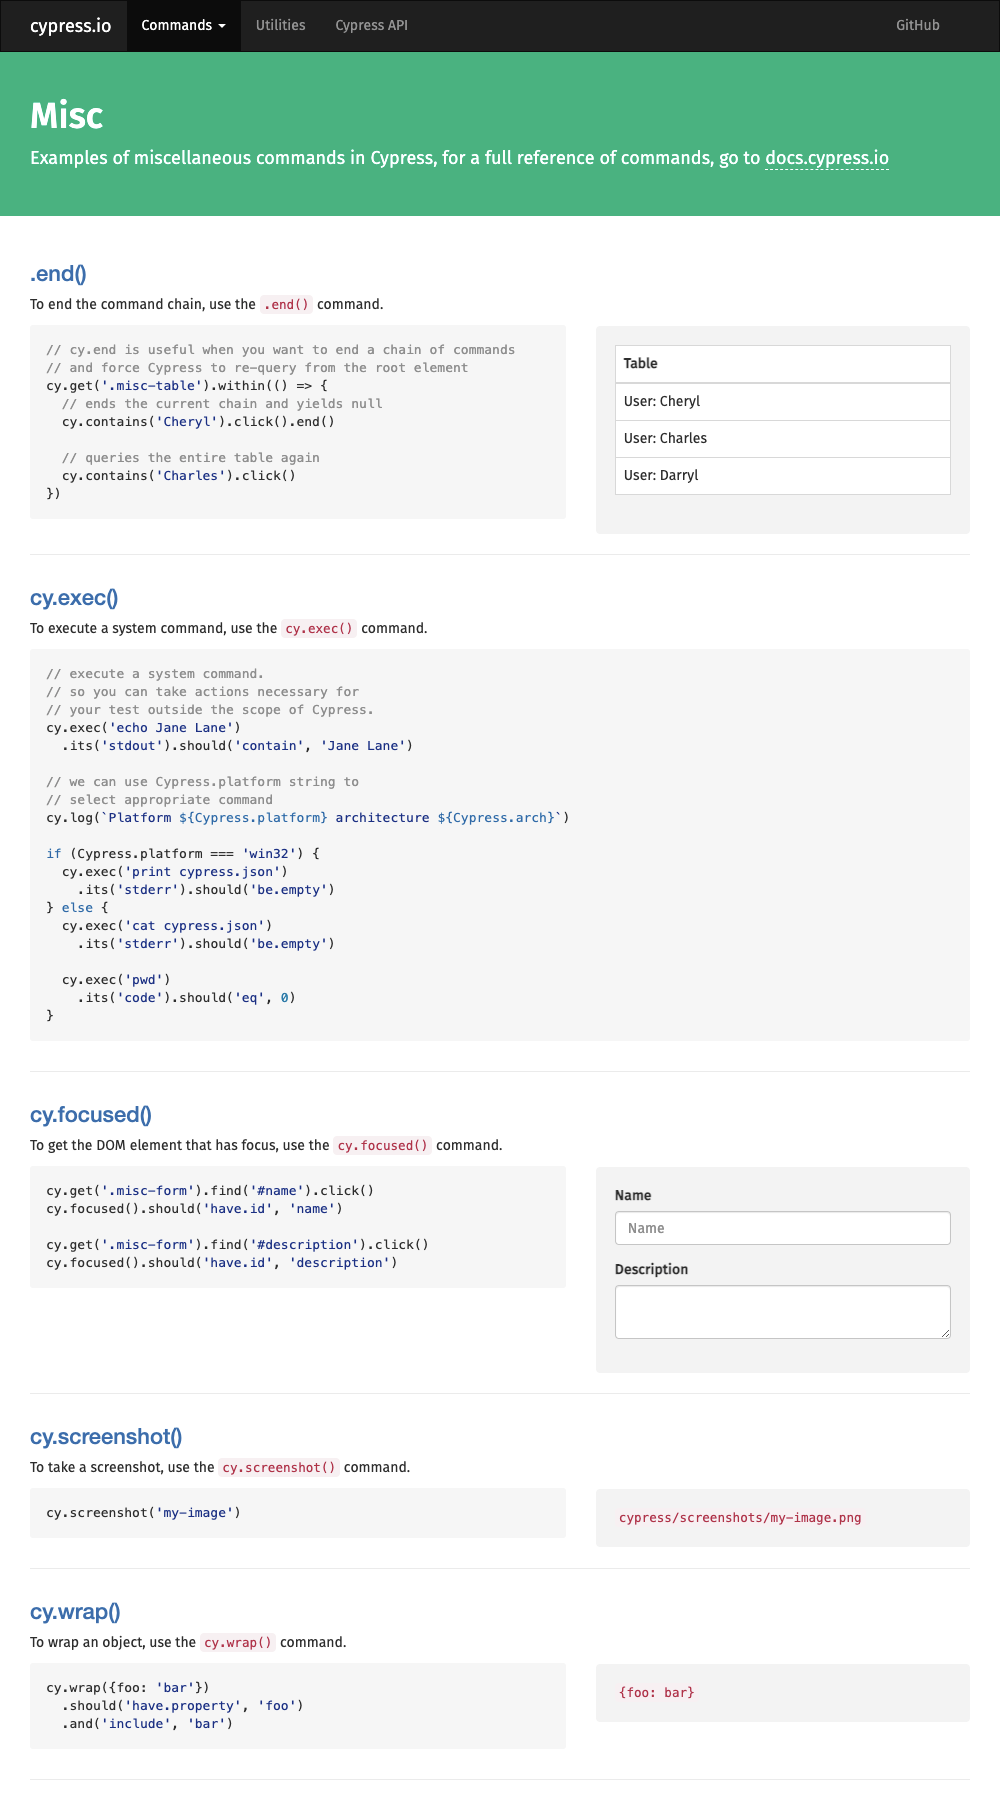 cypress.io Commands Utilities Cypress API GitHub
Misc
Examples of miscellaneous commands in Cypress, for a full reference of commands, go to docs.cypress.io
.end()
To end the command chain, use the .end() command.
// cy.end is useful when you want to end a chain of commands
// and force Cypress to re-query from the root element
cy.get('.misc-table').within(() => {
  // ends the current chain and yields null
  cy.contains('Cheryl').click().end()

  // queries the entire table again
  cy.contains('Charles').click()
})
Table
User: Cheryl
User: Charles
User: Darryl
cy.exec()
To execute a system command, use the cy.exec() command.
// execute a system command.
// so you can take actions necessary for
// your test outside the scope of Cypress.
cy.exec('echo Jane Lane')
  .its('stdout').should('contain', 'Jane Lane')

// we can use Cypress.platform string to
// select appropriate command
cy.log(`Platform ${Cypress.platform} architecture ${Cypress.arch}`)

if (Cypress.platform === 'win32') {
  cy.exec('print cypress.json')
    .its('stderr').should('be.empty')
} else {
  cy.exec('cat cypress.json')
    .its('stderr').should('be.empty')

  cy.exec('pwd')
    .its('code').should('eq', 0)
}
cy.focused()
To get the DOM element that has focus, use the cy.focused() command.
cy.get('.misc-form').find('#name').click()
cy.focused().should('have.id', 'name')

cy.get('.misc-form').find('#description').click()
cy.focused().should('have.id', 'description')
Name
Name
Description
cy.screenshot()
To take a screenshot, use the cy.screenshot() command.
cy.screenshot('my-image')
cypress/screenshots/my-image.png
cy.wrap()
To wrap an object, use the cy.wrap() command.
cy.wrap({foo: 'bar'})
  .should('have.property', 'foo')
  .and('include', 'bar')
{foo: bar}